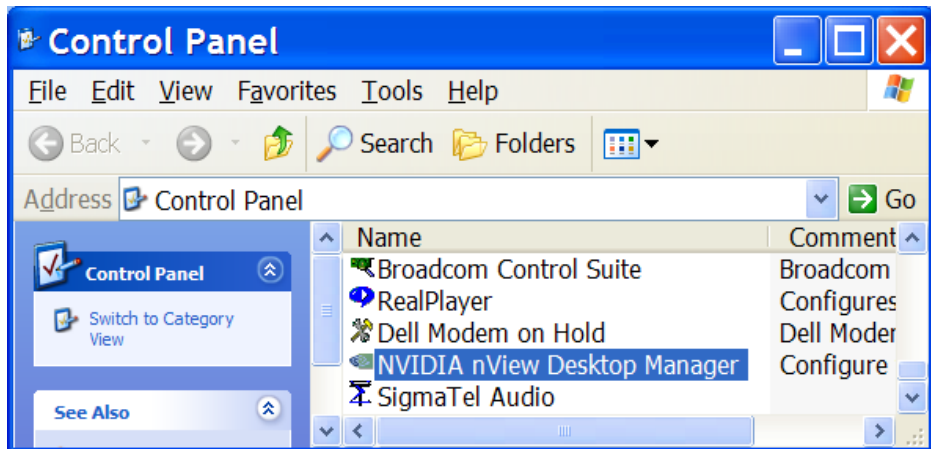 Control Panel
File Edit View Favorites Tools Help
Back Search Folders
Address Control Panel Go
Control Panel
Switch to Category
View
See Also
Name Comment
Broadcom Control Suite Broadcom
RealPlayer Configures
Dell Modem on Hold Dell Moder
NVIDIA nView Desktop Manager Configure
SigmaTel Audio